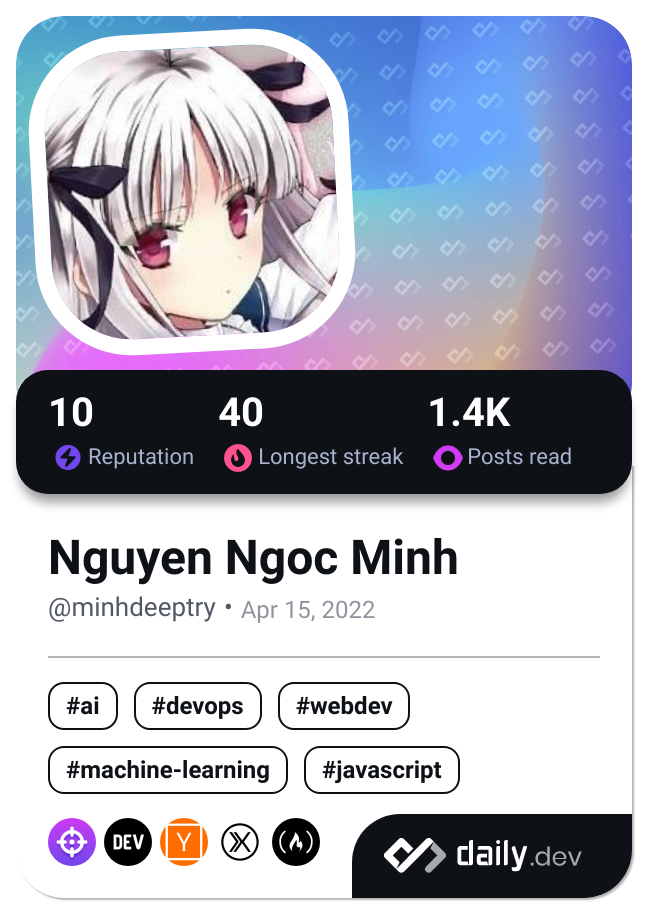 10 40 1.4K
Reputation Longest streak Posts read
Nguyen Ngoc Minh
@minhdeeptry • Apr 15, 2022
#ai #devops #webdev
#machine-learning #javascript
DEV Y
daily.dev